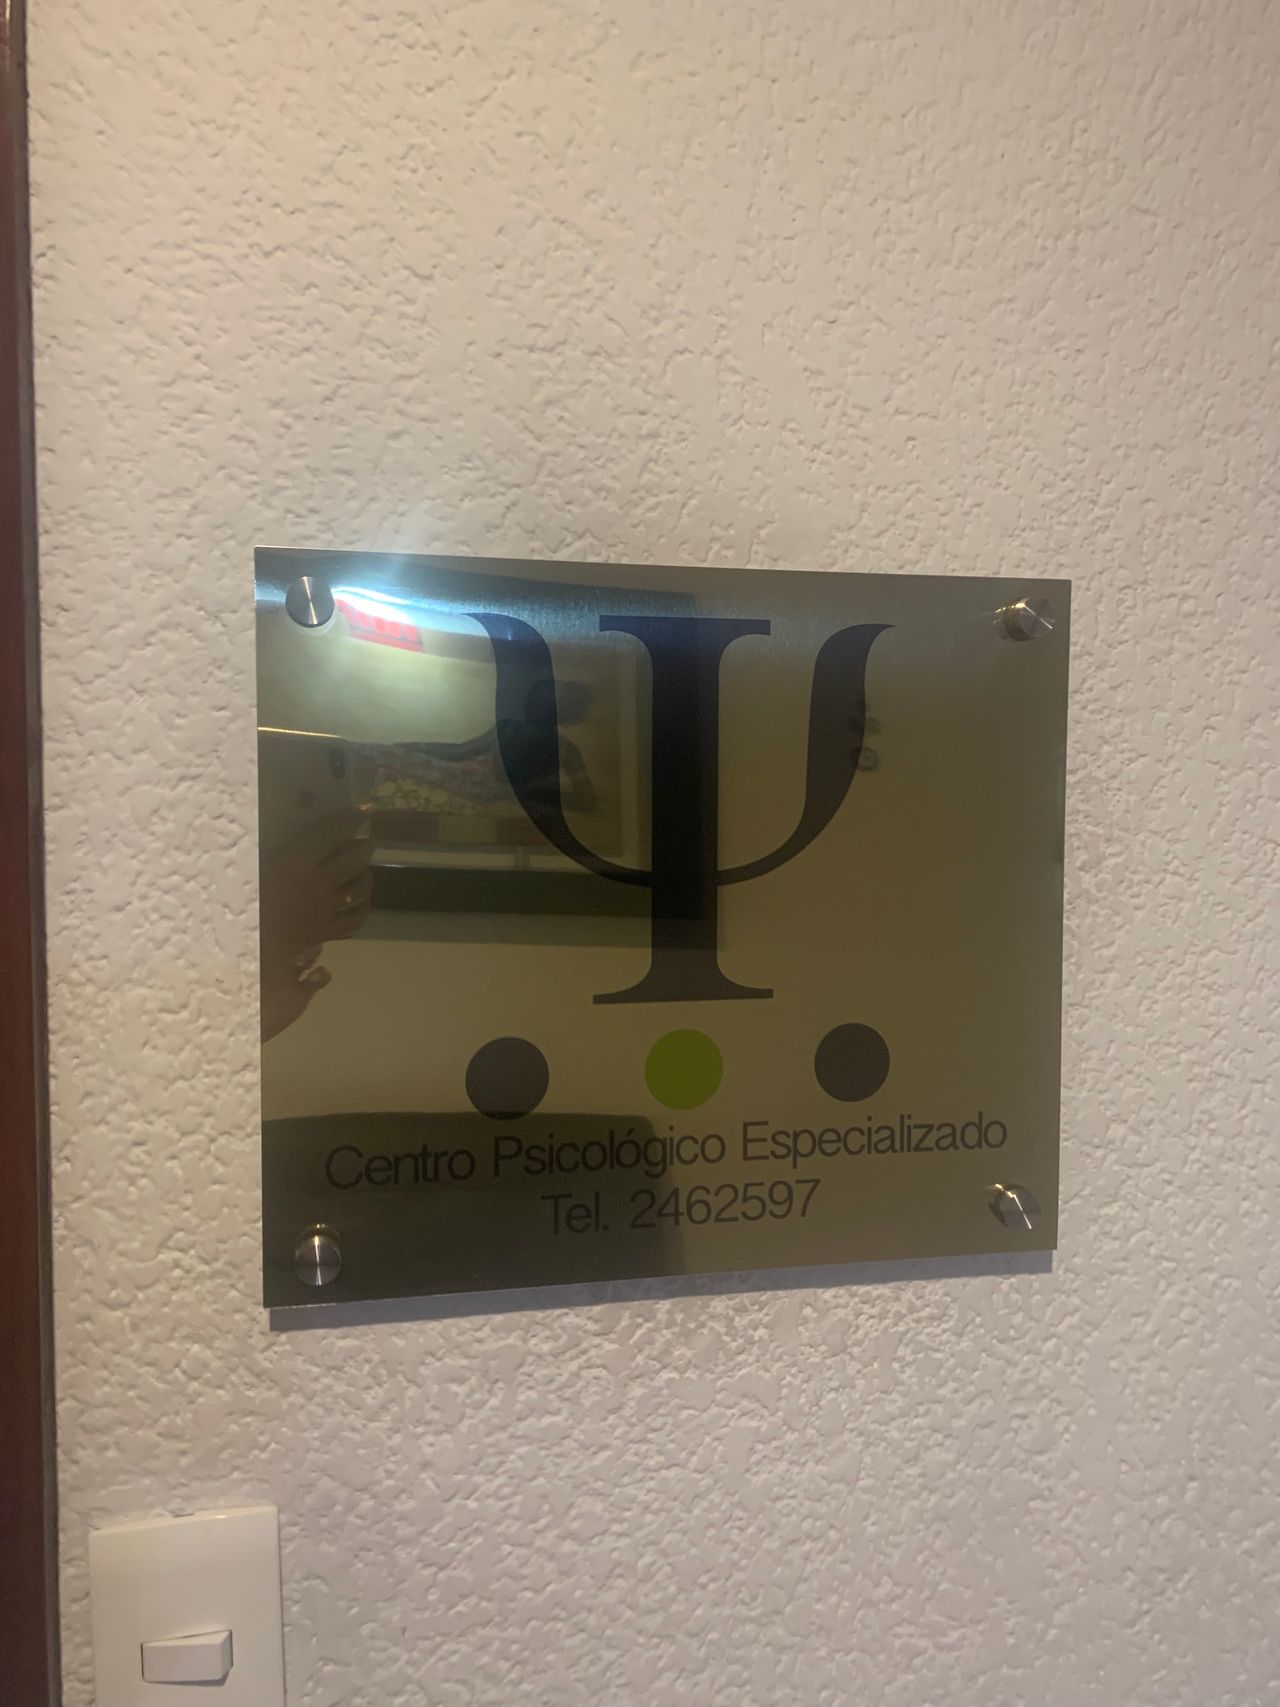 Ψ
Centro Psicológico Especializado
Tel. 2462597